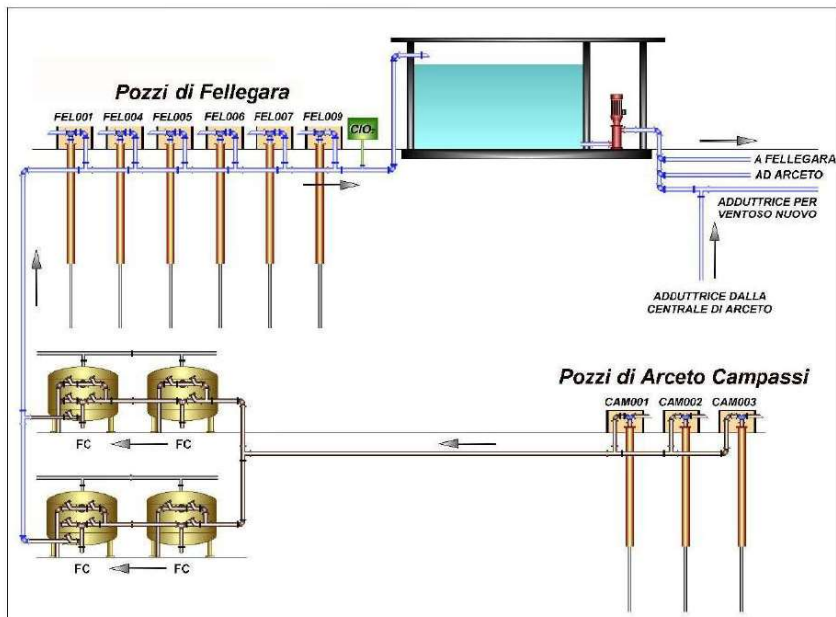 Pozzi di Fellegara
FEL001 FEL004 FEL005 FEL006 FEL007 FEL009
ClO₂
A FELLEGARA
AD ARCETO
ADDUTTRICE PER
VENTOSO NUOVO
ADDUTTRICE DALLA
CENTRALE DI ARCETO
Pozzi di Arceto Campassi
CAM001 CAM002 CAM003
FC FC
FC FC